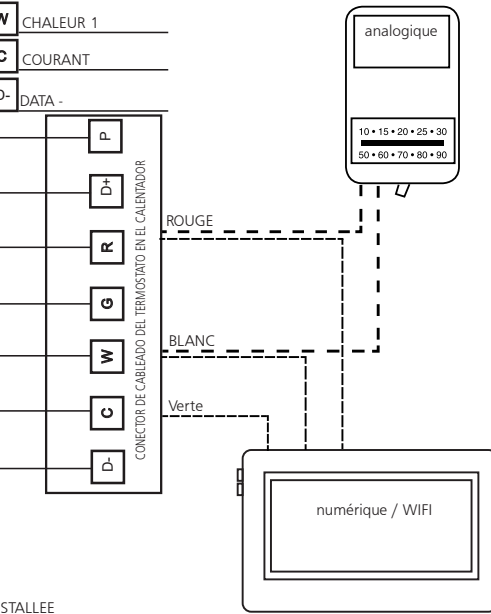 W CHALEUR 1
C COURANT
D- DATA -
analogique
10 • 15 • 20 • 25 • 30
50 • 60 • 70 • 80 • 90
P
D+
R
G
W
C
D-
CONECTOR DE CABLEADO DEL TERMOSTATO EN EL CALENTADOR
ROUGE
BLANC
Verte
numérique / WIFI
STALLEE